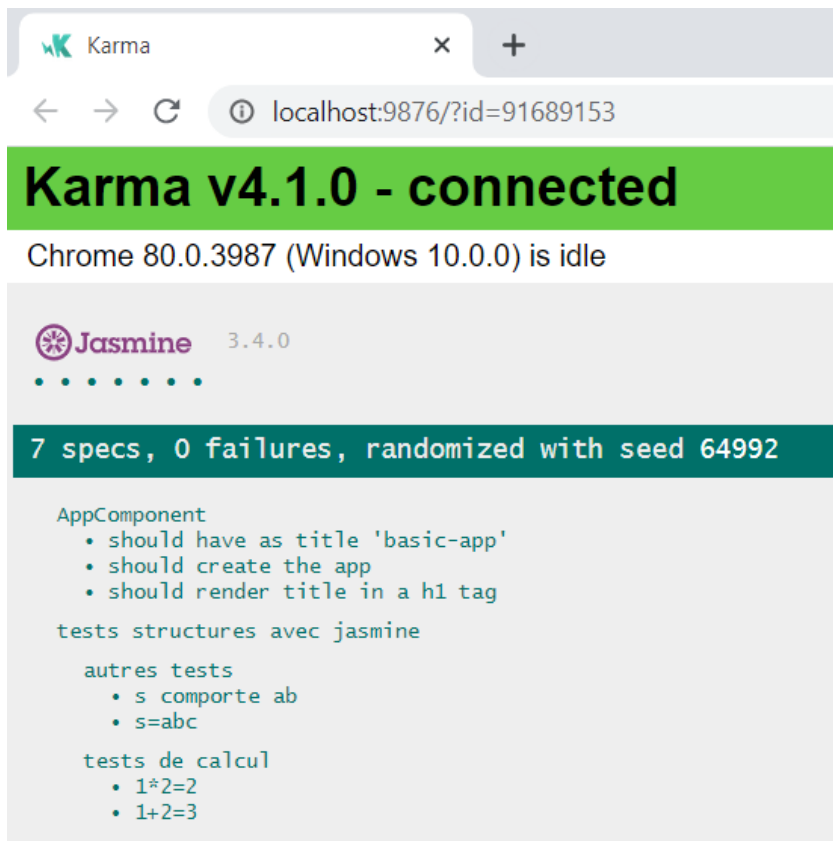 Karma
localhost:9876/?id=91689153
Karma v4.1.0 - connected
Chrome 80.0.3987 (Windows 10.0.0) is idle
Jasmine 3.4.0
• • • • • • •
7 specs, 0 failures, randomized with seed 64992
AppComponent
• should have as title 'basic-app'
• should create the app
• should render title in a h1 tag
tests structures avec jasmine
autres tests
• s comporte ab
• s=abc
tests de calcul
• 1*2=2
• 1+2=3